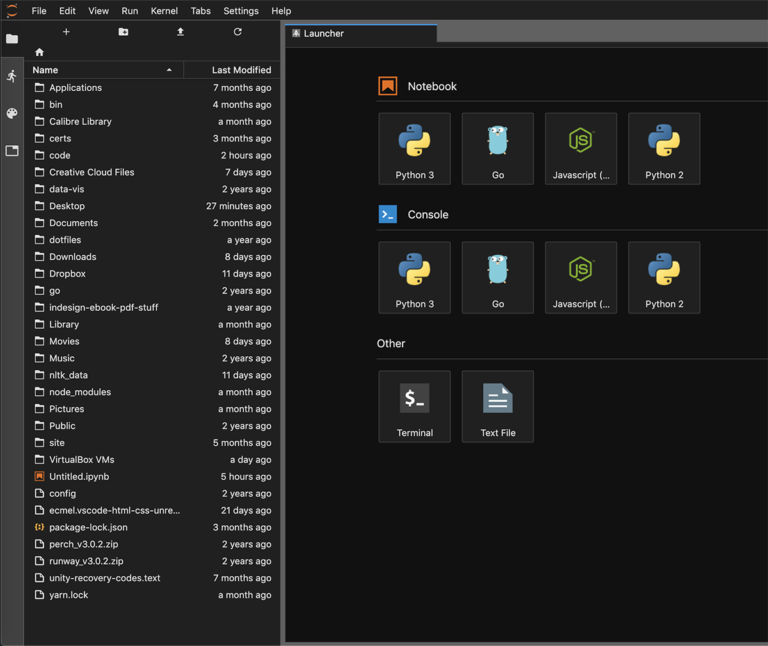 File Edit View Run Kernel Tabs Settings Help
Launcher
Name Last Modified
Applications 7 months ago
bin 4 months ago
Calibre Library a month ago
certs 3 months ago
code 2 hours ago
Creative Cloud Files 7 days ago
data-vis 2 years ago
Desktop 27 minutes ago
Documents 2 months ago
dotfiles a year ago
Downloads 8 days ago
Dropbox 11 days ago
go 2 years ago
indesign-ebook-pdf-stuff a year ago
Library a month ago
Movies 8 days ago
Music 2 years ago
nltk_data 11 days ago
node_modules a month ago
Pictures a month ago
Public 2 years ago
site 5 months ago
VirtualBox VMs a day ago
Untitled.ipynb 5 hours ago
config 2 years ago
ecmel.vscode-html-css-unre... 21 days ago
package-lock.json 3 months ago
perch_v3.0.2.zip 2 years ago
runway_v3.0.2.zip 2 years ago
unity-recovery-codes.text 7 months ago
yarn.lock a month ago
Notebook
Python 3 Go Javascript (... Python 2
Console
Python 3 Go Javascript (... Python 2
Other
$_
Terminal Text File